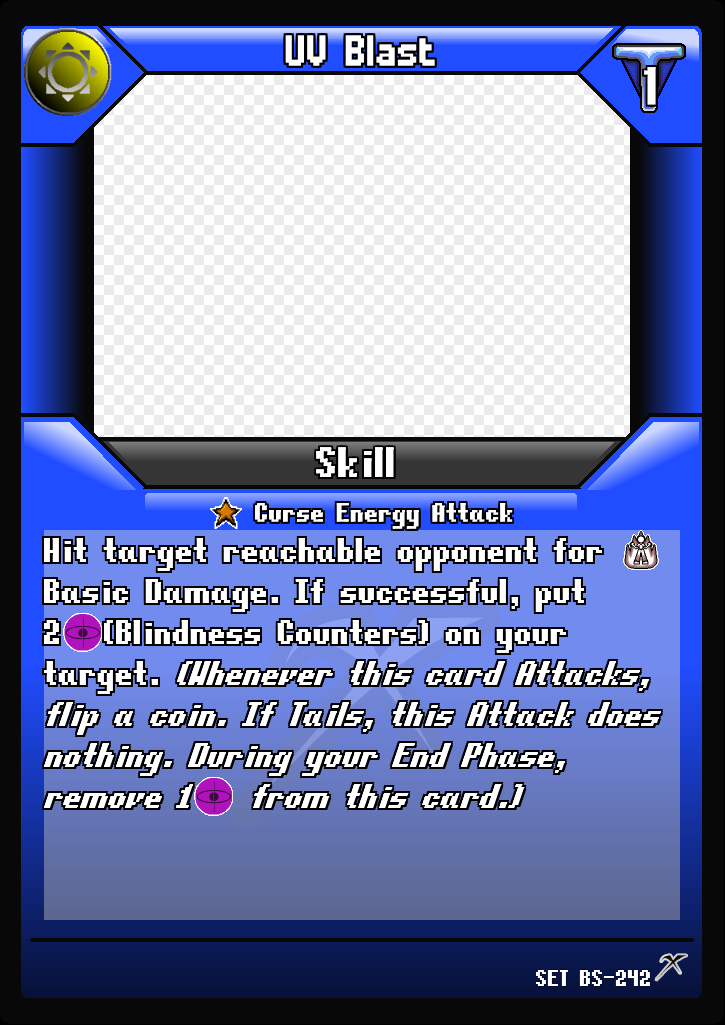 UV Blast
1
Skill
Curse Energy Attack
Hit target reachable opponent for A
Basic Damage. If successful, put
2 (Blindness Counters) on your
target. (Whenever this card Attacks,
flip a coin. If Tails, this Attack does
nothing. During your End Phase,
remove 1 from this card.)
SET BS-242